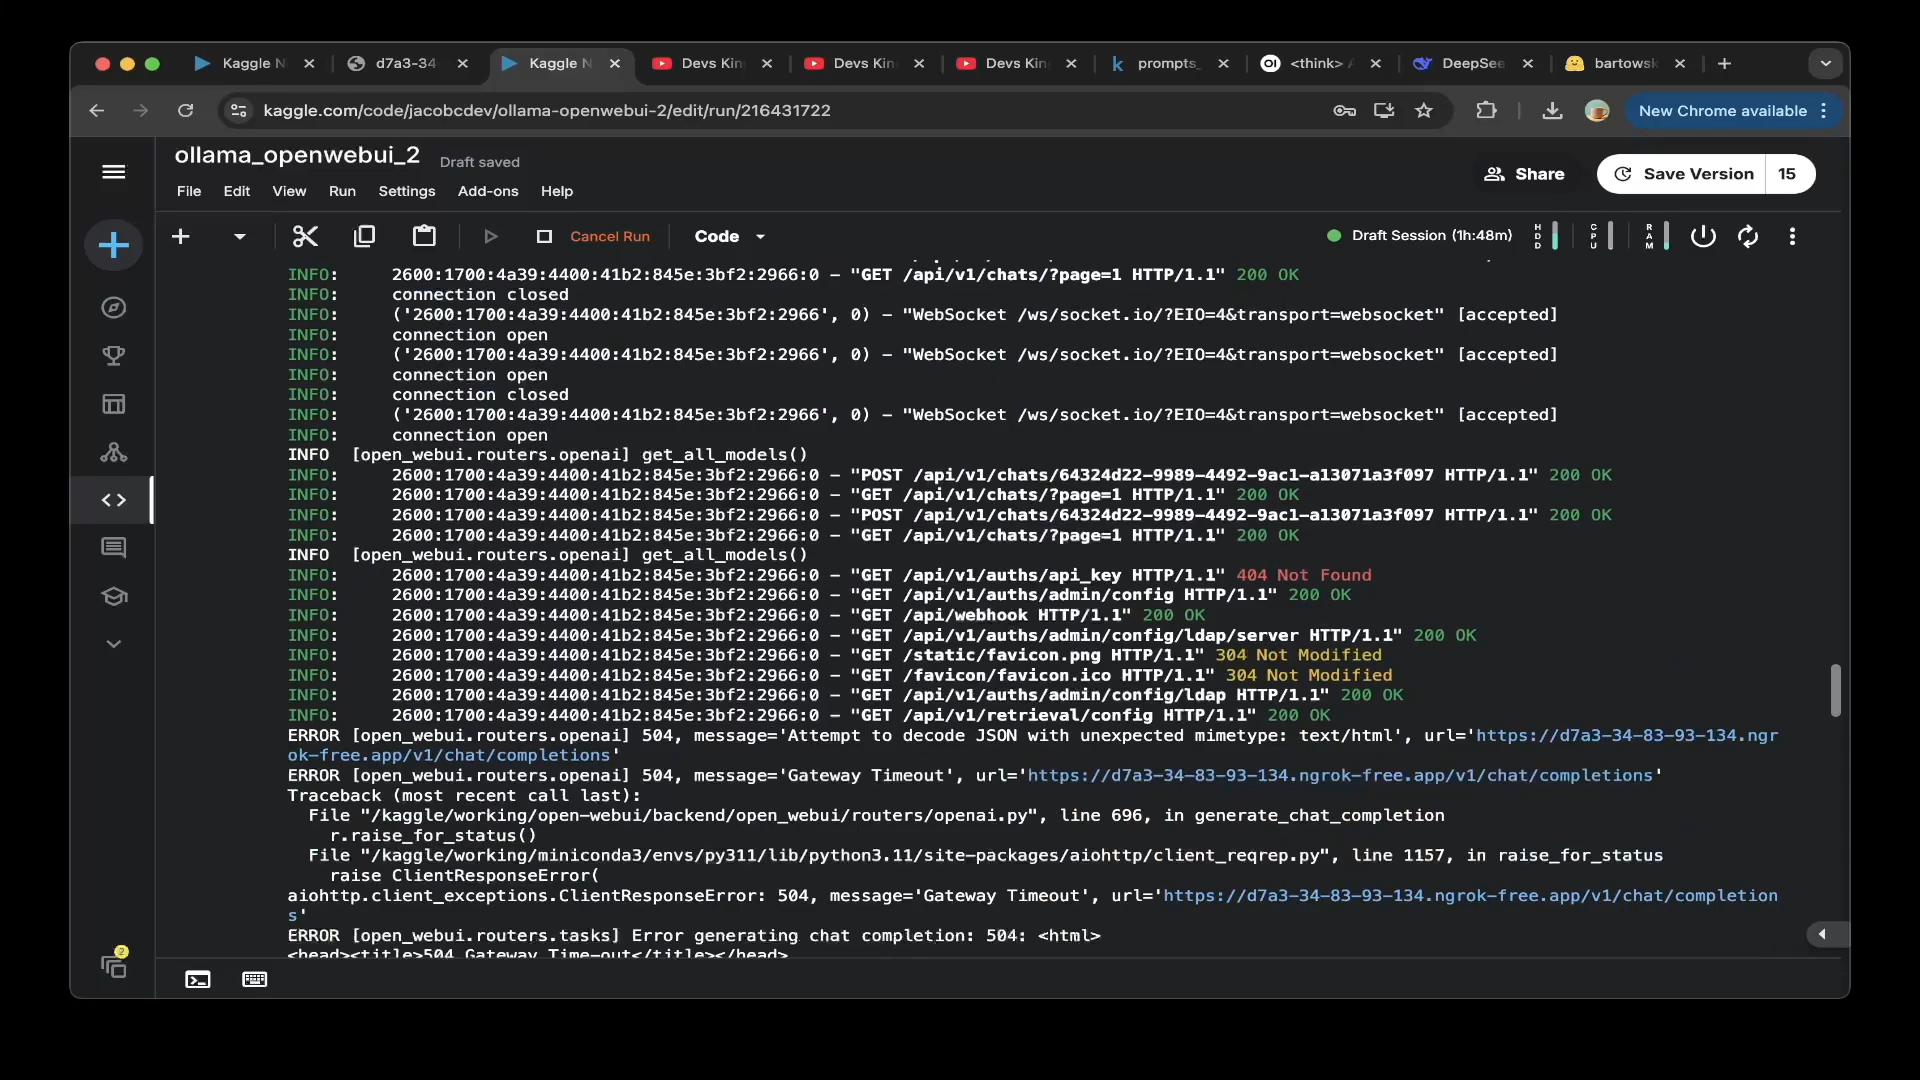 Kaggle N
d7a3-34
Kaggle N
Devs Kin
Devs Kin
Devs Kin
prompts_
<think>
DeepSee
bartowsk
kaggle.com/code/jacobcdev/ollama-openwebui-2/edit/run/216431722
New Chrome available
ollama_openwebui_2
Draft saved
File Edit View Run Settings Add-ons Help
Share
Save Version 15
Cancel Run
Code
Draft Session (1h:48m)
HDD
CPU
RAM
INFO: 2600:1700:4a39:4400:41b2:845e:3bf2:2966:0 – "GET /api/v1/chats/?page=1 HTTP/1.1" 200 OK
INFO: connection closed
INFO: ('2600:1700:4a39:4400:41b2:845e:3bf2:2966', 0) – "WebSocket /ws/socket.io/?EIO=4&transport=websocket" [accepted]
INFO: connection open
INFO: ('2600:1700:4a39:4400:41b2:845e:3bf2:2966', 0) – "WebSocket /ws/socket.io/?EIO=4&transport=websocket" [accepted]
INFO: connection open
INFO: connection closed
INFO: ('2600:1700:4a39:4400:41b2:845e:3bf2:2966', 0) – "WebSocket /ws/socket.io/?EIO=4&transport=websocket" [accepted]
INFO: connection open
INFO [open_webui.routers.openai] get_all_models()
INFO: 2600:1700:4a39:4400:41b2:845e:3bf2:2966:0 – "POST /api/v1/chats/64324d22-9989-4492-9ac1-a13071a3f097 HTTP/1.1" 200 OK
INFO: 2600:1700:4a39:4400:41b2:845e:3bf2:2966:0 – "GET /api/v1/chats/?page=1 HTTP/1.1" 200 OK
INFO: 2600:1700:4a39:4400:41b2:845e:3bf2:2966:0 – "POST /api/v1/chats/64324d22-9989-4492-9ac1-a13071a3f097 HTTP/1.1" 200 OK
INFO: 2600:1700:4a39:4400:41b2:845e:3bf2:2966:0 – "GET /api/v1/chats/?page=1 HTTP/1.1" 200 OK
INFO [open_webui.routers.openai] get_all_models()
INFO: 2600:1700:4a39:4400:41b2:845e:3bf2:2966:0 – "GET /api/v1/auths/api_key HTTP/1.1" 404 Not Found
INFO: 2600:1700:4a39:4400:41b2:845e:3bf2:2966:0 – "GET /api/v1/auths/admin/config HTTP/1.1" 200 OK
INFO: 2600:1700:4a39:4400:41b2:845e:3bf2:2966:0 – "GET /api/webhook HTTP/1.1" 200 OK
INFO: 2600:1700:4a39:4400:41b2:845e:3bf2:2966:0 – "GET /api/v1/auths/admin/config/ldap/server HTTP/1.1" 200 OK
INFO: 2600:1700:4a39:4400:41b2:845e:3bf2:2966:0 – "GET /static/favicon.png HTTP/1.1" 304 Not Modified
INFO: 2600:1700:4a39:4400:41b2:845e:3bf2:2966:0 – "GET /favicon/favicon.ico HTTP/1.1" 304 Not Modified
INFO: 2600:1700:4a39:4400:41b2:845e:3bf2:2966:0 – "GET /api/v1/auths/admin/config/ldap HTTP/1.1" 200 OK
INFO: 2600:1700:4a39:4400:41b2:845e:3bf2:2966:0 – "GET /api/v1/retrieval/config HTTP/1.1" 200 OK
ERROR [open_webui.routers.openai] 504, message='Attempt to decode JSON with unexpected mimetype: text/html', url='https://d7a3-34-83-93-134.ngr
ok-free.app/v1/chat/completions'
ERROR [open_webui.routers.openai] 504, message='Gateway Timeout', url='https://d7a3-34-83-93-134.ngrok-free.app/v1/chat/completions'
Traceback (most recent call last):
File "/kaggle/working/open-webui/backend/open_webui/routers/openai.py", line 696, in generate_chat_completion
r.raise_for_status()
File "/kaggle/working/miniconda3/envs/py311/lib/python3.11/site-packages/aiohttp/client_reqrep.py", line 1157, in raise_for_status
raise ClientResponseError(
aiohttp.client_exceptions.ClientResponseError: 504, message='Gateway Timeout', url='https://d7a3-34-83-93-134.ngrok-free.app/v1/chat/completion
s'
ERROR [open_webui.routers.tasks] Error generating chat completion: 504: <html>
<head><title>504 Gateway Time-out</title></head>
2